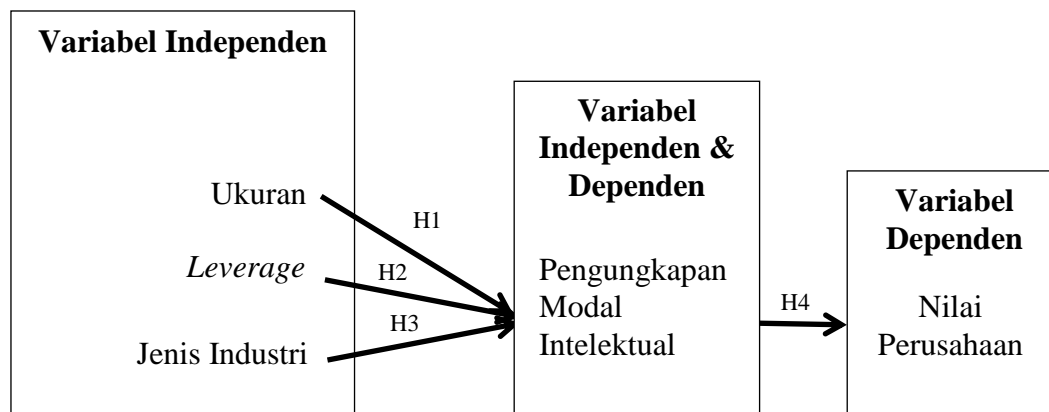 Variabel Independen
Ukuran
Leverage
Jenis Industri
H1
H2
H3
Variabel
Independen &
Dependen
Pengungkapan
Modal
Intelektual
H4
Variabel
Dependen
Nilai
Perusahaan